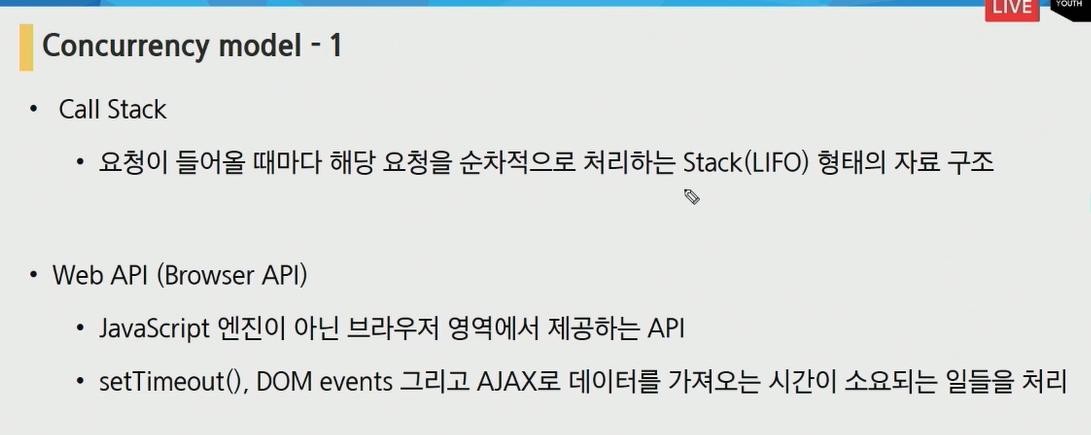 LIVE
YOUTH
Concurrency model - 1
• Call Stack
• 요청이 들어올 때마다 해당 요청을 순차적으로 처리하는 Stack(LIFO) 형태의 자료 구조
• Web API (Browser API)
• JavaScript 엔진이 아닌 브라우저 영역에서 제공하는 API
• setTimeout(), DOM events 그리고 AJAX로 데이터를 가져오는 시간이 소요되는 일들을 처리